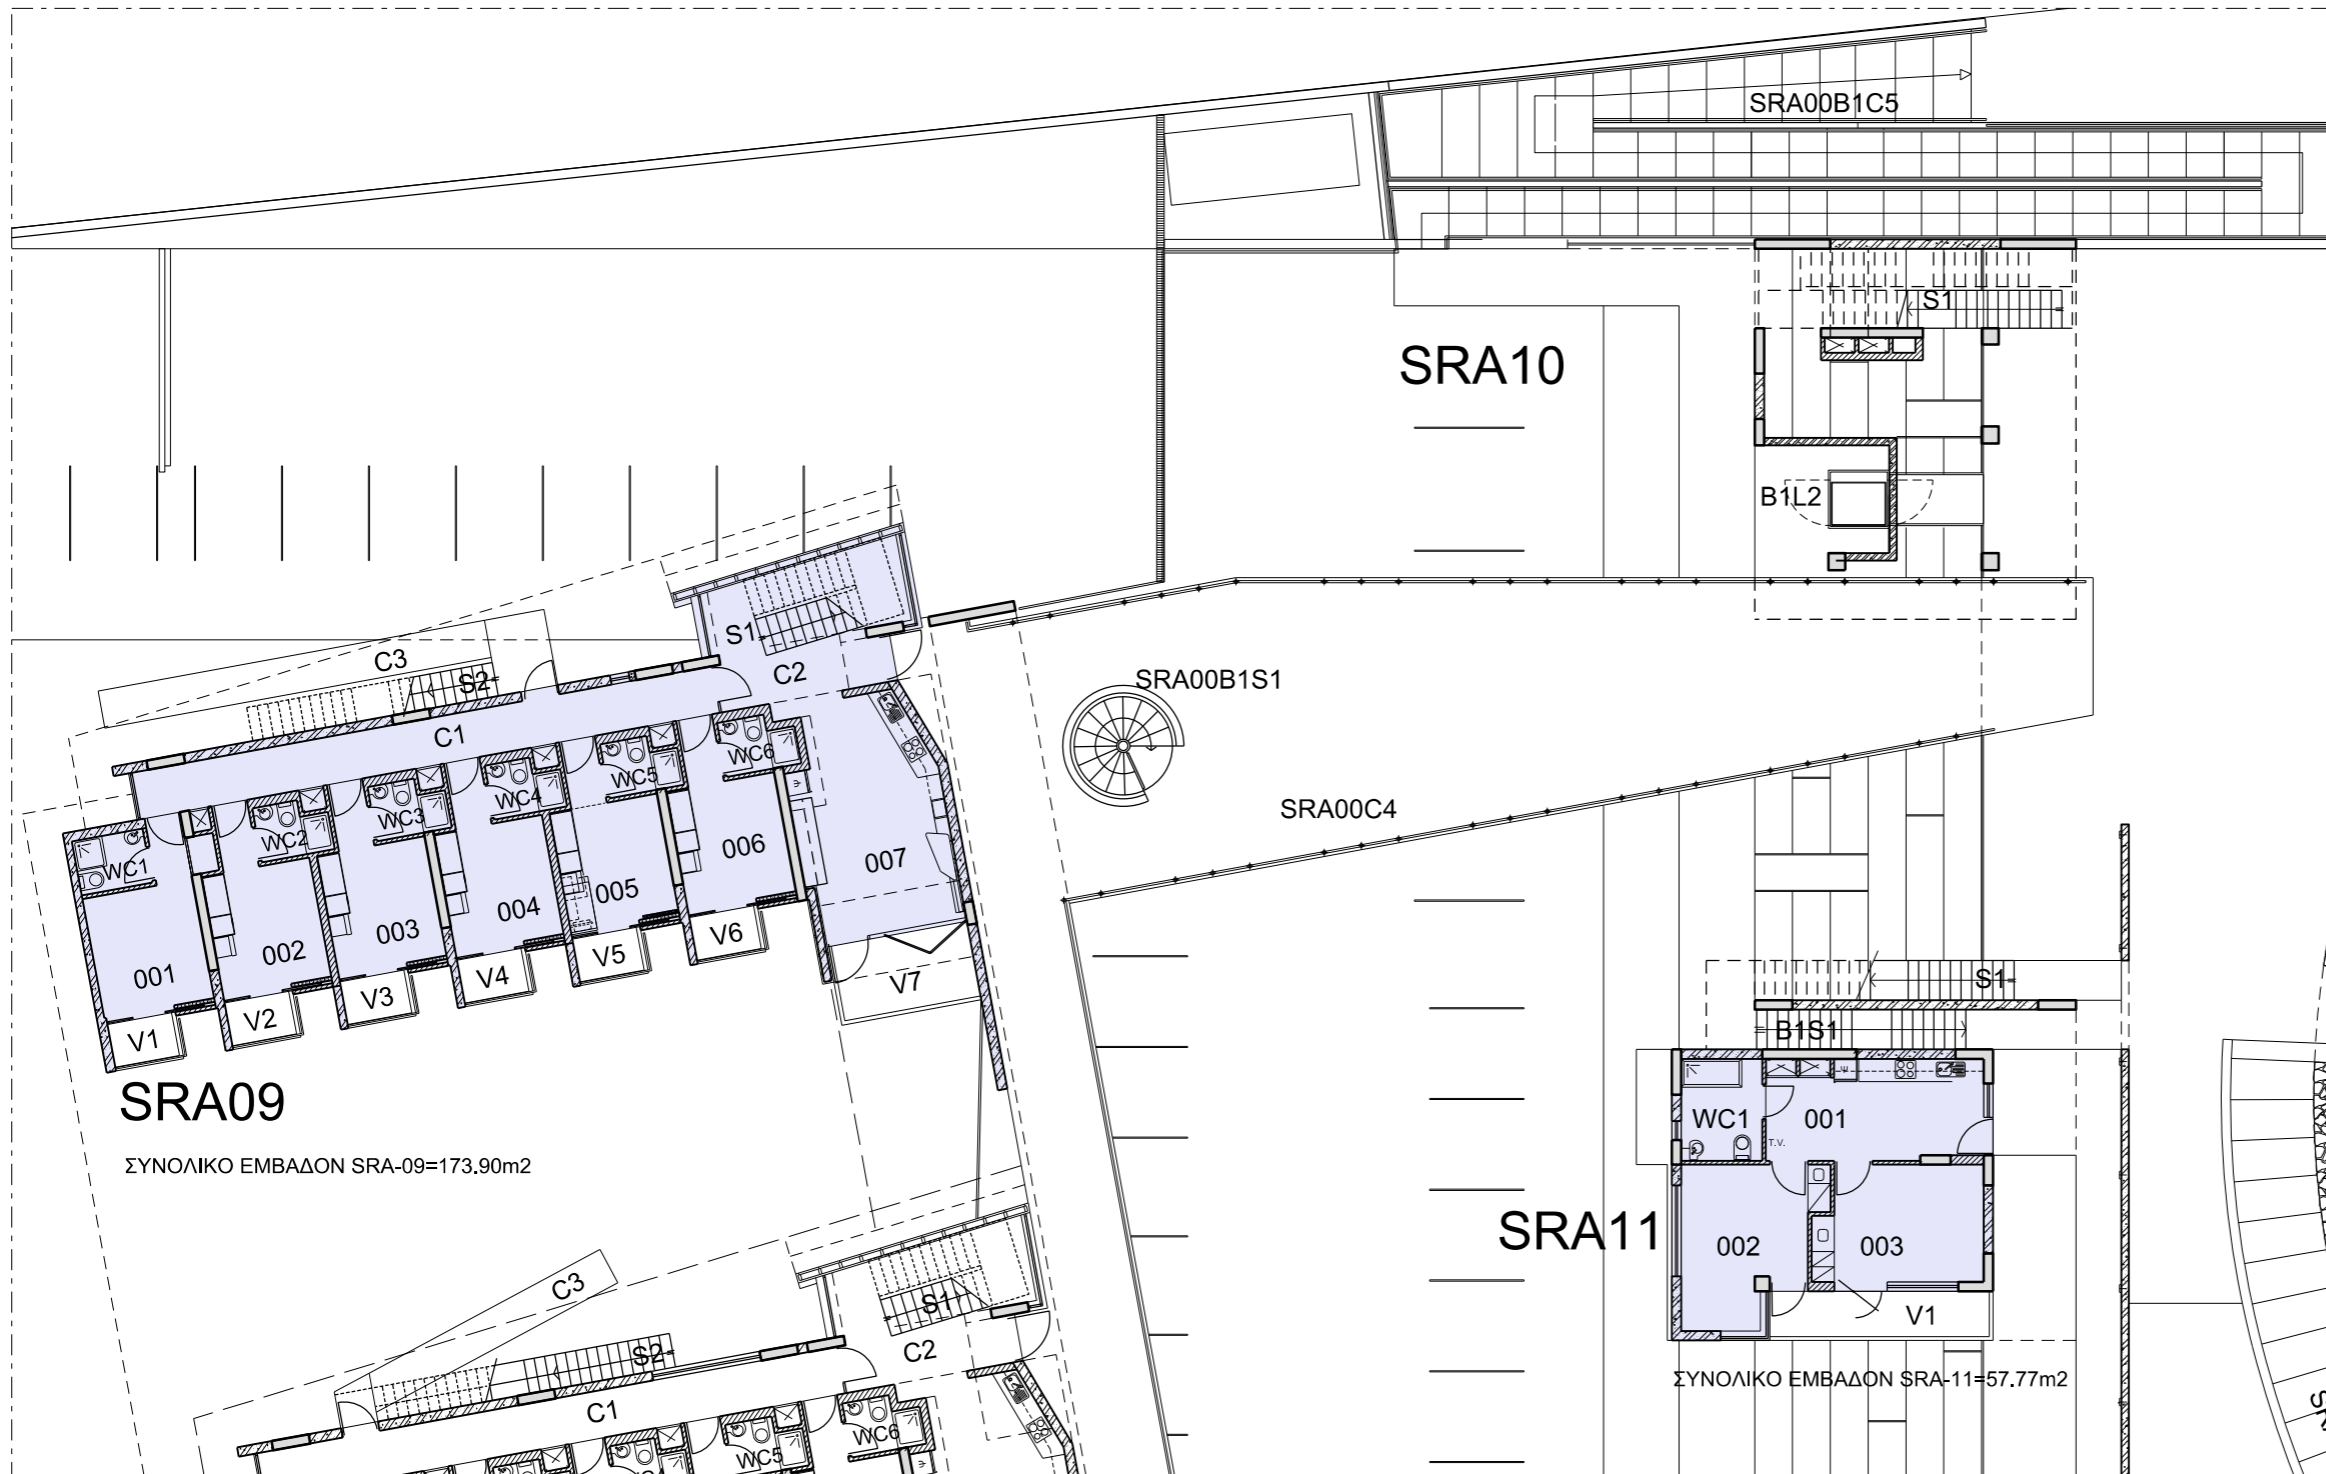 SRA00B1C5
S1
SRA10
B1L2
S1
C3
S2
C2
SRA00B1S1
C1
WC6
WC5
WC4
WC3
WC2
WC1
SRA00C4
007
006
005
004
003
002
001
V7
V6
V5
V4
V3
V2
V1
SRA09
ΣΥΝΟΛΙΚΟ ΕΜΒΑΔΟΝ SRA-09=173.90m2
S1
B1S1
WC1
001
T.V.
SRA11
002
003
V1
ΣΥΝΟΛΙΚΟ ΕΜΒΑΔΟΝ SRA-11=57.77m2
C3
S1
S2
C2
C1
WC6
WC5